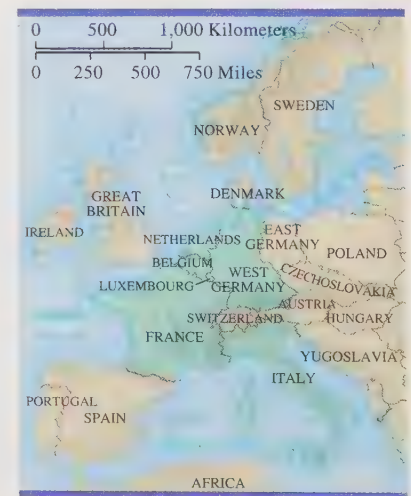 0 500 1,000 Kilometers
0 250 500 750 Miles
SWEDEN
NORWAY
GREAT
BRITAIN
DENMARK
IRELAND
NETHERLANDS
EAST
GERMANY
POLAND
BELGIUM
WEST
GERMANY
CZECHOSLOVAKIA
LUXEMBOURG
AUSTRIA
SWITZERLAND
HUNGARY
FRANCE
YUGOSLAVIA
ITALY
PORTUGAL
SPAIN
AFRICA